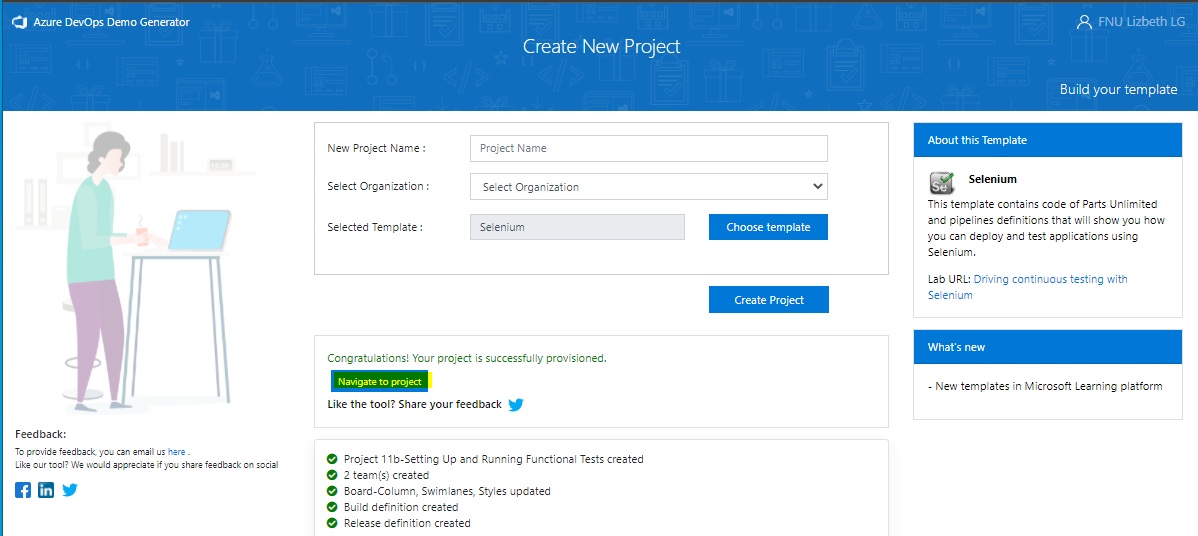 Azure DevOps Demo Generator
FNU Lizbeth LG
Create New Project
Build your template
New Project Name :
Project Name
Select Organization :
Select Organization
Selected Template :
Selenium
Choose template
Create Project
Congratulations! Your project is successfully provisioned.
Navigate to project
Like the tool? Share your feedback
Project 11b-Setting Up and Running Functional Tests created
2 team(s) created
Board-Column, Swimlanes, Styles updated
Build definition created
Release definition created
About this Template
Selenium
This template contains code of Parts Unlimited
and pipelines definitions that will show you how
you can deploy and test applications using
Selenium.
Lab URL: Driving continuous testing with
Selenium
What's new
- New templates in Microsoft Learning platform
Feedback:
To provide feedback, you can email us here .
Like our tool? We would appreciate if you share feedback on social